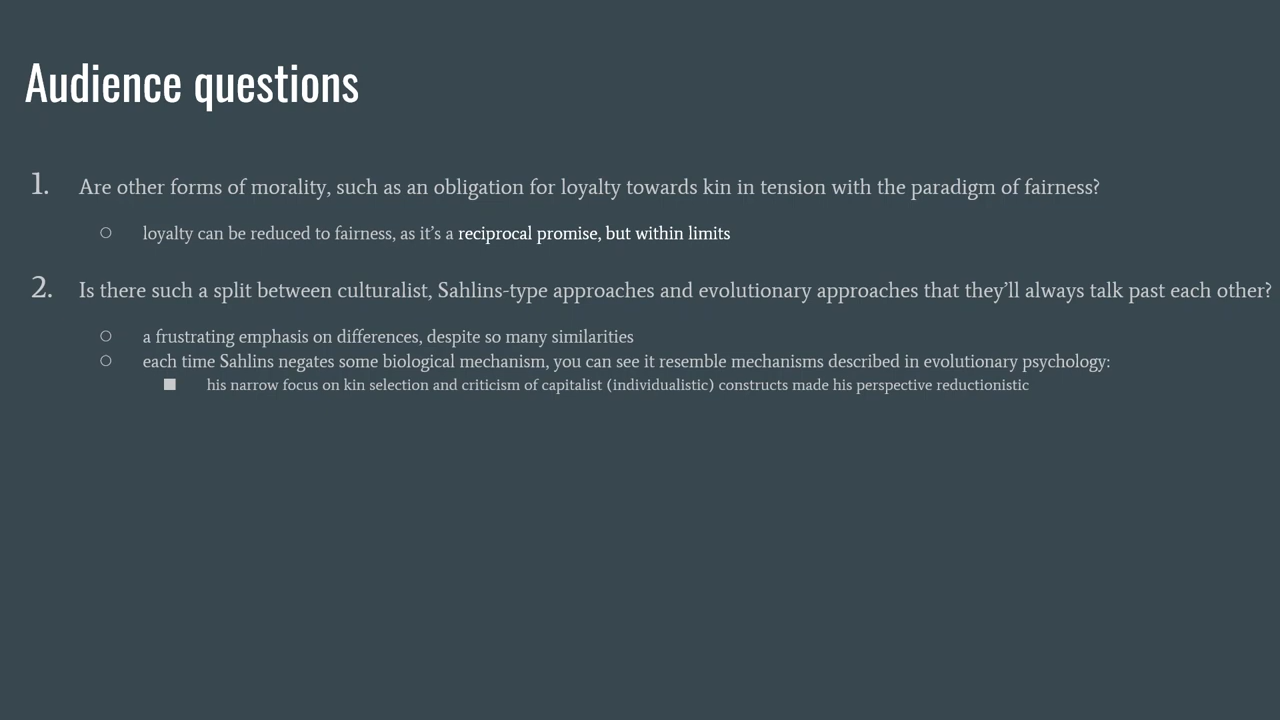 Audience questions
1. Are other forms of morality, such as an obligation for loyalty towards kin in tension with the paradigm of fairness?
○ loyalty can be reduced to fairness, as it’s a reciprocal promise, but within limits
2. Is there such a split between culturalist, Sahlins-type approaches and evolutionary approaches that they’ll always talk past each other?
○ a frustrating emphasis on differences, despite so many similarities
○ each time Sahlins negates some biological mechanism, you can see it resemble mechanisms described in evolutionary psychology:
■ his narrow focus on kin selection and criticism of capitalist (individualistic) constructs made his perspective reductionistic